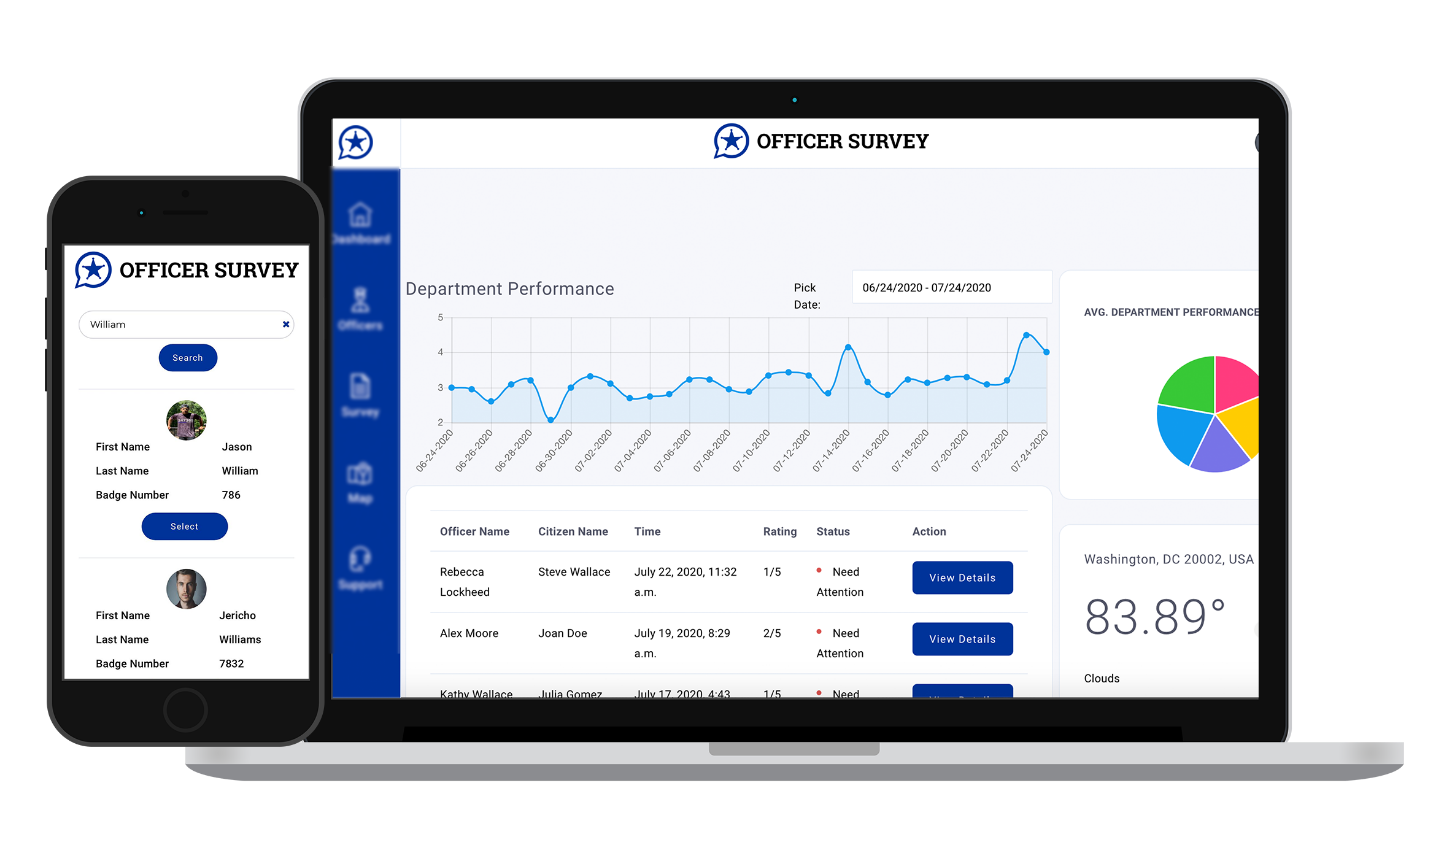 OFFICER SURVEY
William
Search
First Name Jason
Last Name William
Badge Number 786
Select
First Name Jericho
Last Name Williams
Badge Number 7832
OFFICER SURVEY
Dashboard
Officers
Survey
Map
Support
Department Performance
Pick Date:
06/24/2020 - 07/24/2020
5
4
3
2
06-24-2020
06-26-2020
06-28-2020
06-30-2020
07-02-2020
07-04-2020
07-06-2020
07-08-2020
07-10-2020
07-12-2020
07-14-2020
07-16-2020
07-18-2020
07-20-2020
07-22-2020
07-24-2020
Officer Name Citizen Name Time Rating Status Action
Rebecca Steve Wallace July 22, 2020, 11:32 1/5 Need View Details
Lockheed a.m. Attention
Alex Moore Joan Doe July 19, 2020, 8:29 2/5 Need View Details
a.m. Attention
Kathy Wallace Julia Gomez July 17, 2020, 4:43 1/5 Need
AVG. DEPARTMENT PERFORMANCE
Washington, DC 20002, USA
83.89°
Clouds